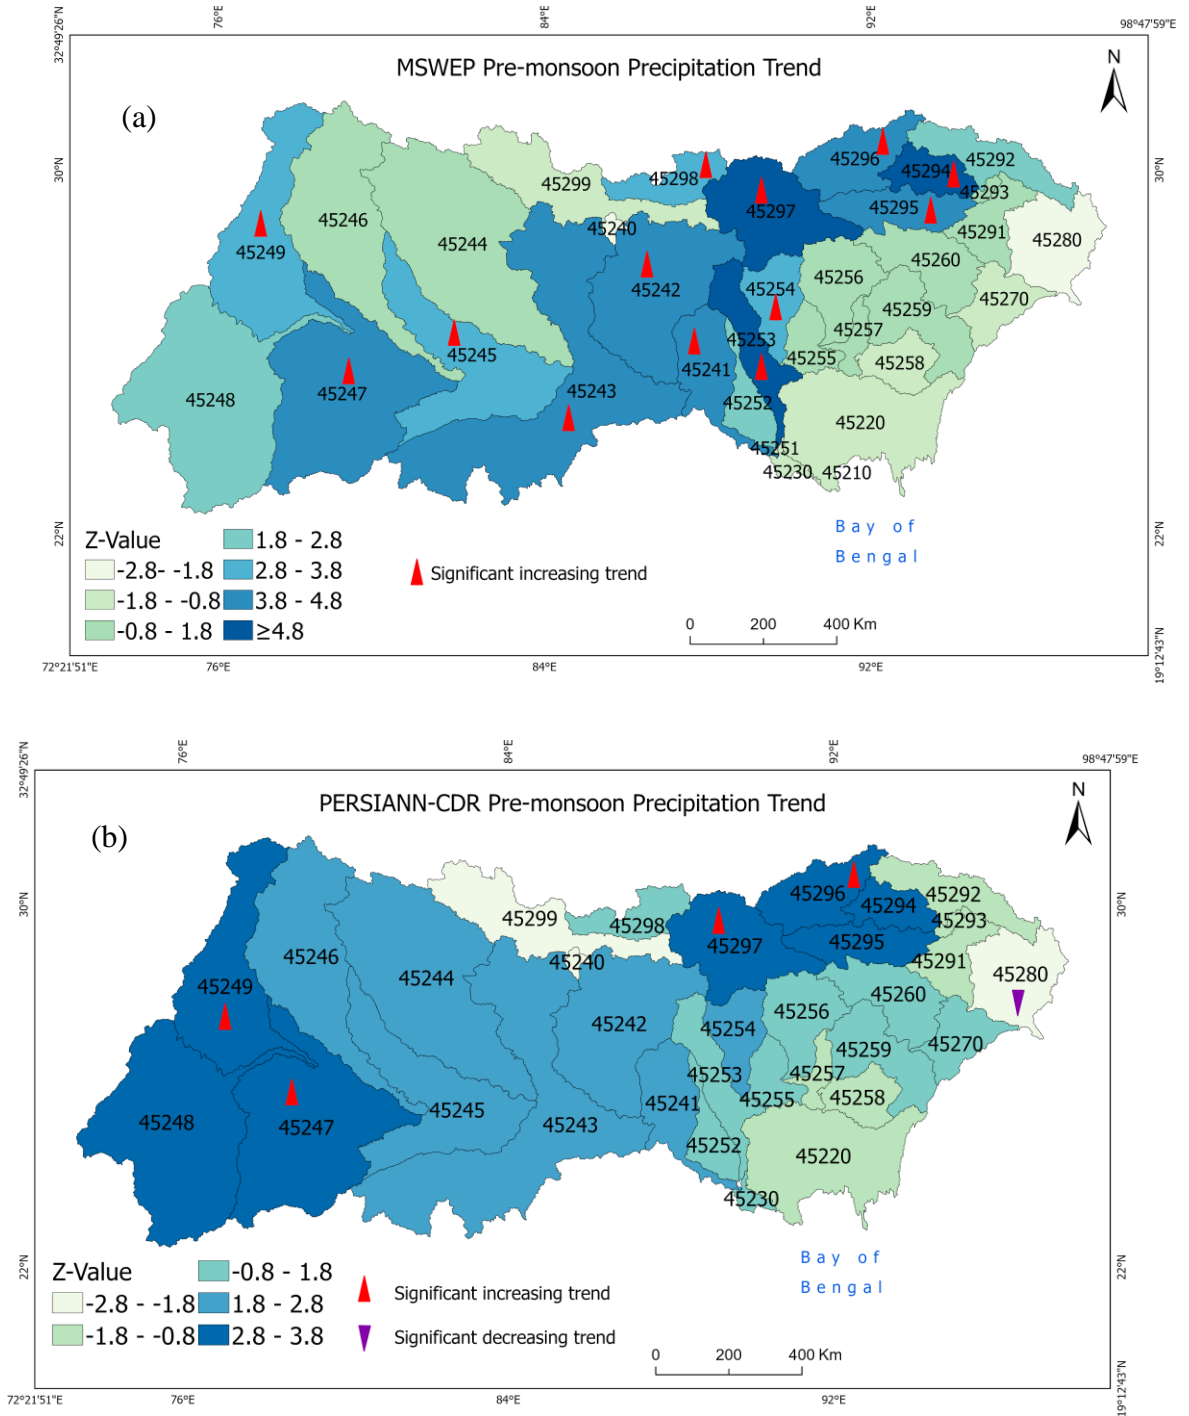 76°E 84°E 92°E 98°47'59"E
32°49'26"N
MSWEP Pre-monsoon Precipitation Trend
N
(a)
30°N 30°N
45296 45292
45294
45299 45298 45293
45297 45295
45246 45240 45291 45280
45249 45244 45260
45256
45242 45254 45270
45259
45257
45253
45245 45255 45258
45241
45247 45243
45248 45252
45220
45251
45230 45210
22°N 22°N
Bay of
Bengal
Z-Value
-2.8- -1.8
-1.8 - -0.8
-0.8 - 1.8
1.8 - 2.8
2.8 - 3.8
3.8 - 4.8
≥4.8
Significant increasing trend
0 200 400 Km
19°12'43"N
72°21'51"E 76°E 84°E 92°E
76°E 84°E 92°E 98°47'59"E
32°49'26"N
PERSIANN-CDR Pre-monsoon Precipitation Trend
N
(b)
30°N 30°N
45296 45292
45294
45299 45298 45293
45297 45295
45246 45240 45291 45280
45249 45244 45260
45256
45242 45254 45270
45259
45257
45253
45245 45241 45255 45258
45248 45247 45243
45252
45220
45230
22°N 22°N
Bay of
Bengal
Z-Value
-2.8 - -1.8
-1.8 - -0.8
-0.8 - 1.8
1.8 - 2.8
2.8 - 3.8
Significant increasing trend
Significant decreasing trend
0 200 400 Km
19°12'43"N
72°21'51"E 76°E 84°E 92°E